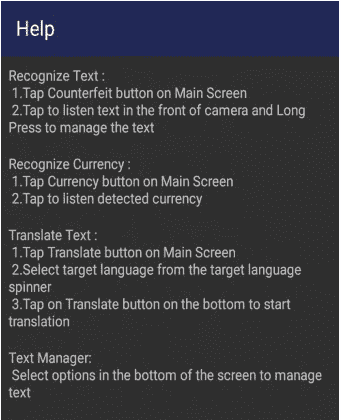 Help
Recognize Text :
1.Tap Counterfeit button on Main Screen
2.Tap to listen text in the front of camera and Long
Press to manage the text
Recognize Currency :
1.Tap Currency button on Main Screen
2.Tap to listen detected currency
Translate Text :
1.Tap Translate button on Main Screen
2.Select target language from the target language
spinner
3.Tap on Translate button on the bottom to start
translation
Text Manager:
Select options in the bottom of the screen to manage
text